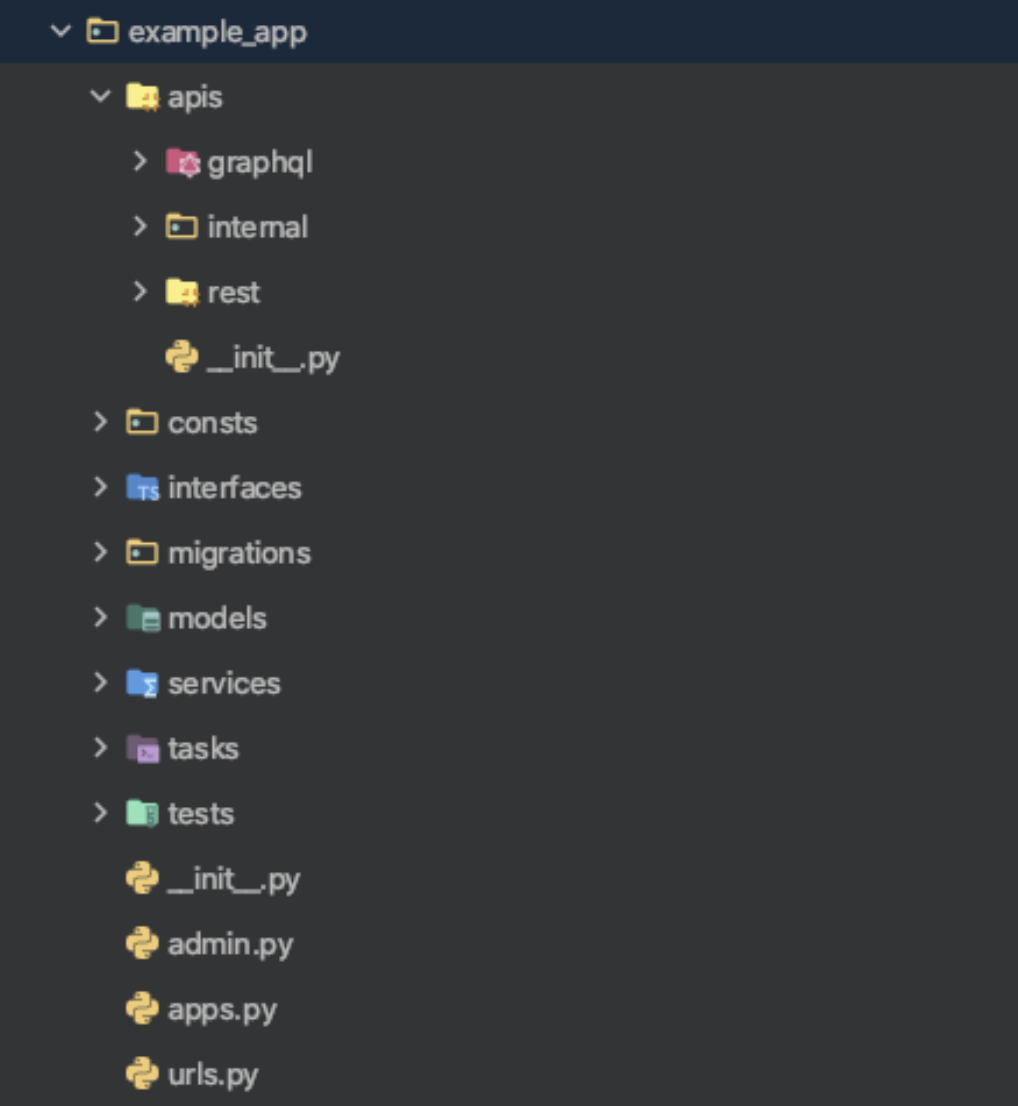 example_app
apis
graphql
internal
rest
__init__.py
consts
TS interfaces
migrations
models
services
tasks
tests
__init__.py
admin.py
apps.py
urls.py